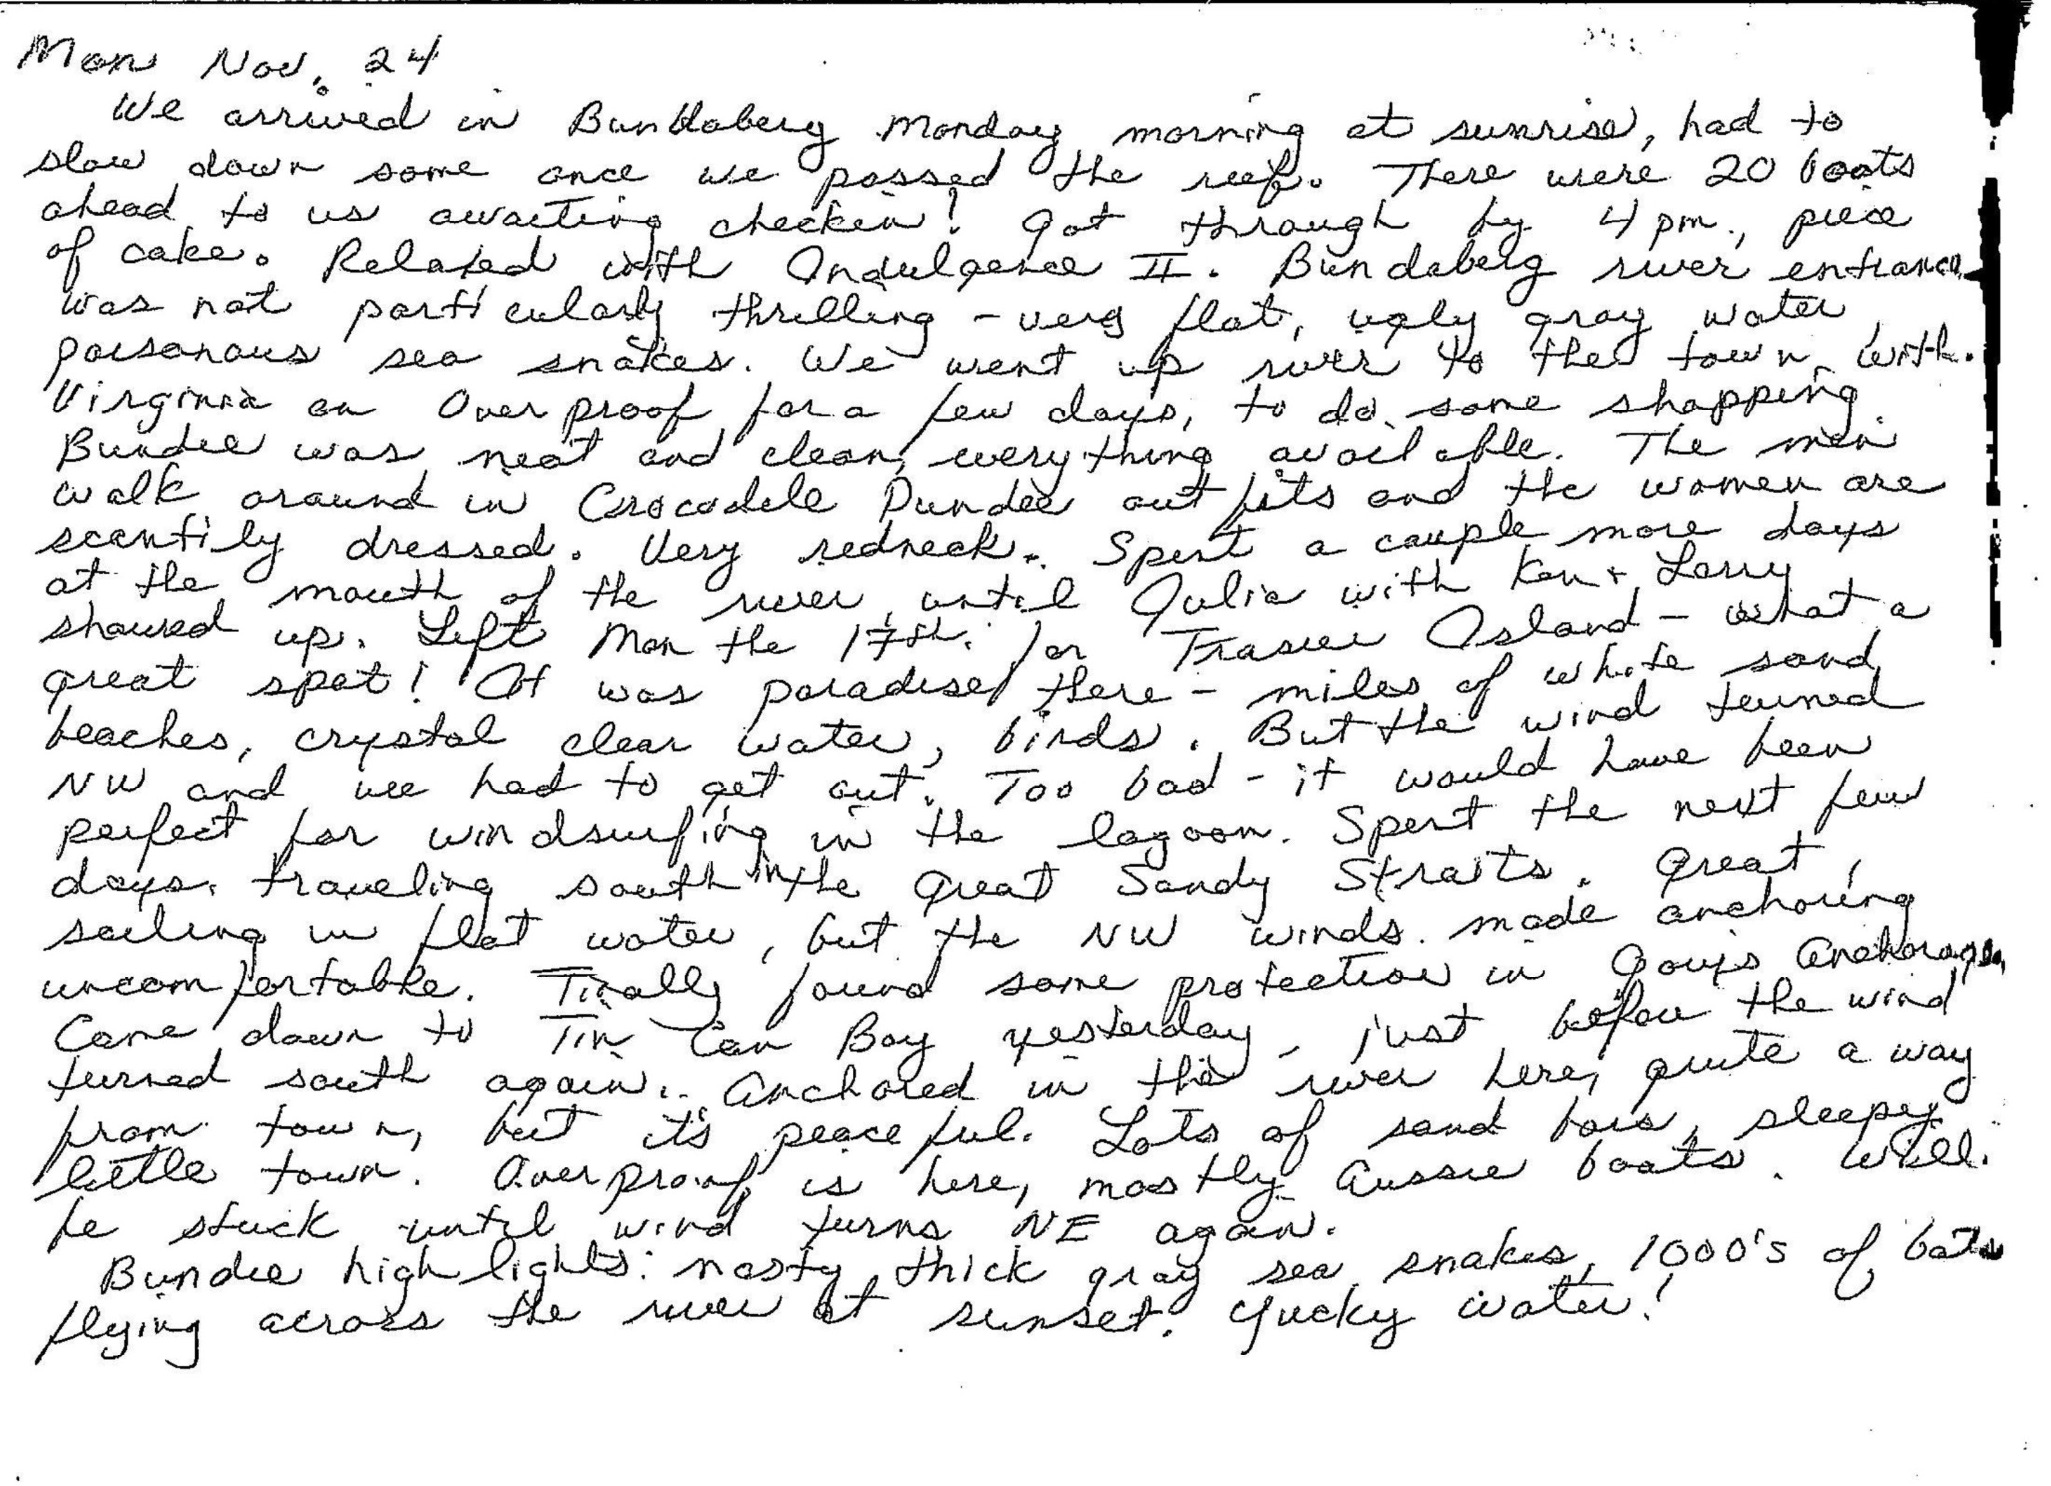 Mon Nov. 24
We arrived in Bundaberg Monday morning at sunrise, had to
slow down some once we passed the reef. There were 20 boats
ahead to us awaiting checkin! Got through by 4 pm., piece
of cake. Relaxed with Indulgence II. Bundaberg river entrance
was not particularly thrilling - very flat, ugly gray water
poisonous sea snakes. We went up river to the town with
Virginia on Overproof for a few days, to do some shopping.
Bundee was neat and clean, everything available. The men
walk around in Crocodile Dundee outfits and the women are
scantily dressed. Very redneck. Spent a couple more days
at the mouth of the river, until Julia with Ken + Larry
showed up. Left Mon the 17th. for Frasier Island - what a
great spot! It was paradise there - miles of white sand
beaches, crystal clear water, birds. But the wind turned
NW and we had to get out. Too bad - it would have been
perfect for windsurfing in the lagoon. Spent the next few
days traveling south in the Great Sandy Straits. Great
sailing in flat water, but the NW winds made anchoring
uncomfortable. Finally found some protection in Garys Anchorage.
Came down to Tin Can Bay yesterday, just before the wind
turned south again. Anchored in the river here, quite a way
from town, but it's peaceful. Lots of sand bars, sleepy
little town. Overproof is here, mostly Aussie boats. Will
be stuck until wind turns NE again.
Bundee highlights: nasty thick gray sea snakes, 1000's of bats
flying across the river at sunset. Yucky water!